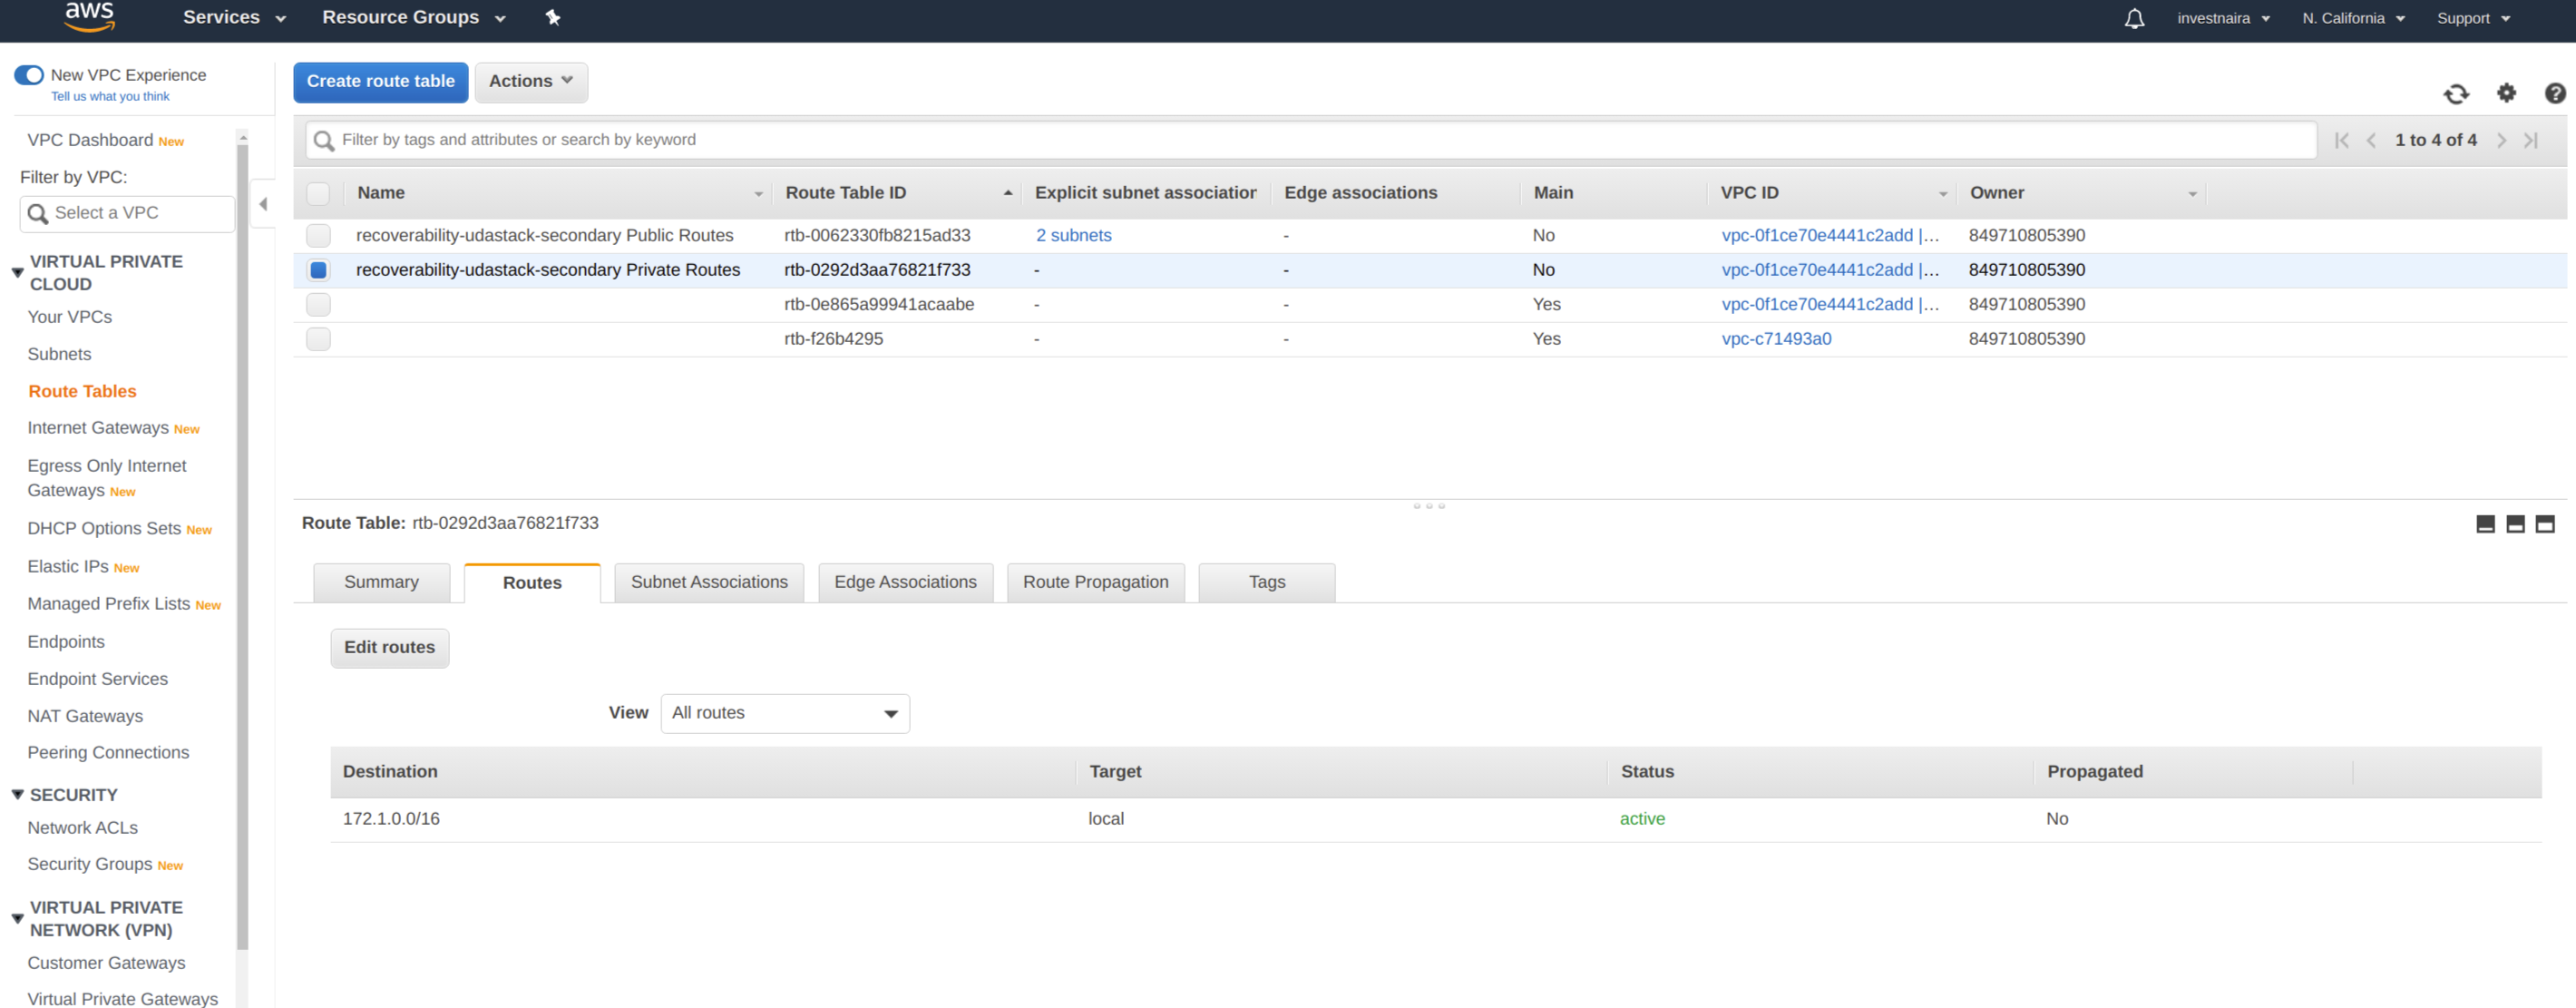 aws
Services
Resource Groups
investnaira
N. California
Support
New VPC Experience
Tell us what you think
VPC Dashboard New
Filter by VPC:
Select a VPC
VIRTUAL PRIVATE
CLOUD
Your VPCs
Subnets
Route Tables
Internet Gateways New
Egress Only Internet
Gateways New
DHCP Options Sets New
Elastic IPs New
Managed Prefix Lists New
Endpoints
Endpoint Services
NAT Gateways
Peering Connections
SECURITY
Network ACLs
Security Groups New
VIRTUAL PRIVATE
NETWORK (VPN)
Customer Gateways
Virtual Private Gateways
Create route table
Actions
Filter by tags and attributes or search by keyword
1 to 4 of 4
Name Route Table ID Explicit subnet association Edge associations Main VPC ID Owner
recoverability-udastack-secondary Public Routes rtb-0062330fb8215ad33 2 subnets - No vpc-0f1ce70e4441c2add |... 849710805390
recoverability-udastack-secondary Private Routes rtb-0292d3aa76821f733 - - No vpc-0f1ce70e4441c2add |... 849710805390
rtb-0e865a99941acaabe - - Yes vpc-0f1ce70e4441c2add |... 849710805390
rtb-f26b4295 - - Yes vpc-c71493a0 849710805390
Route Table: rtb-0292d3aa76821f733
Summary
Routes
Subnet Associations
Edge Associations
Route Propagation
Tags
Edit routes
View All routes
Destination Target Status Propagated
172.1.0.0/16 local active No